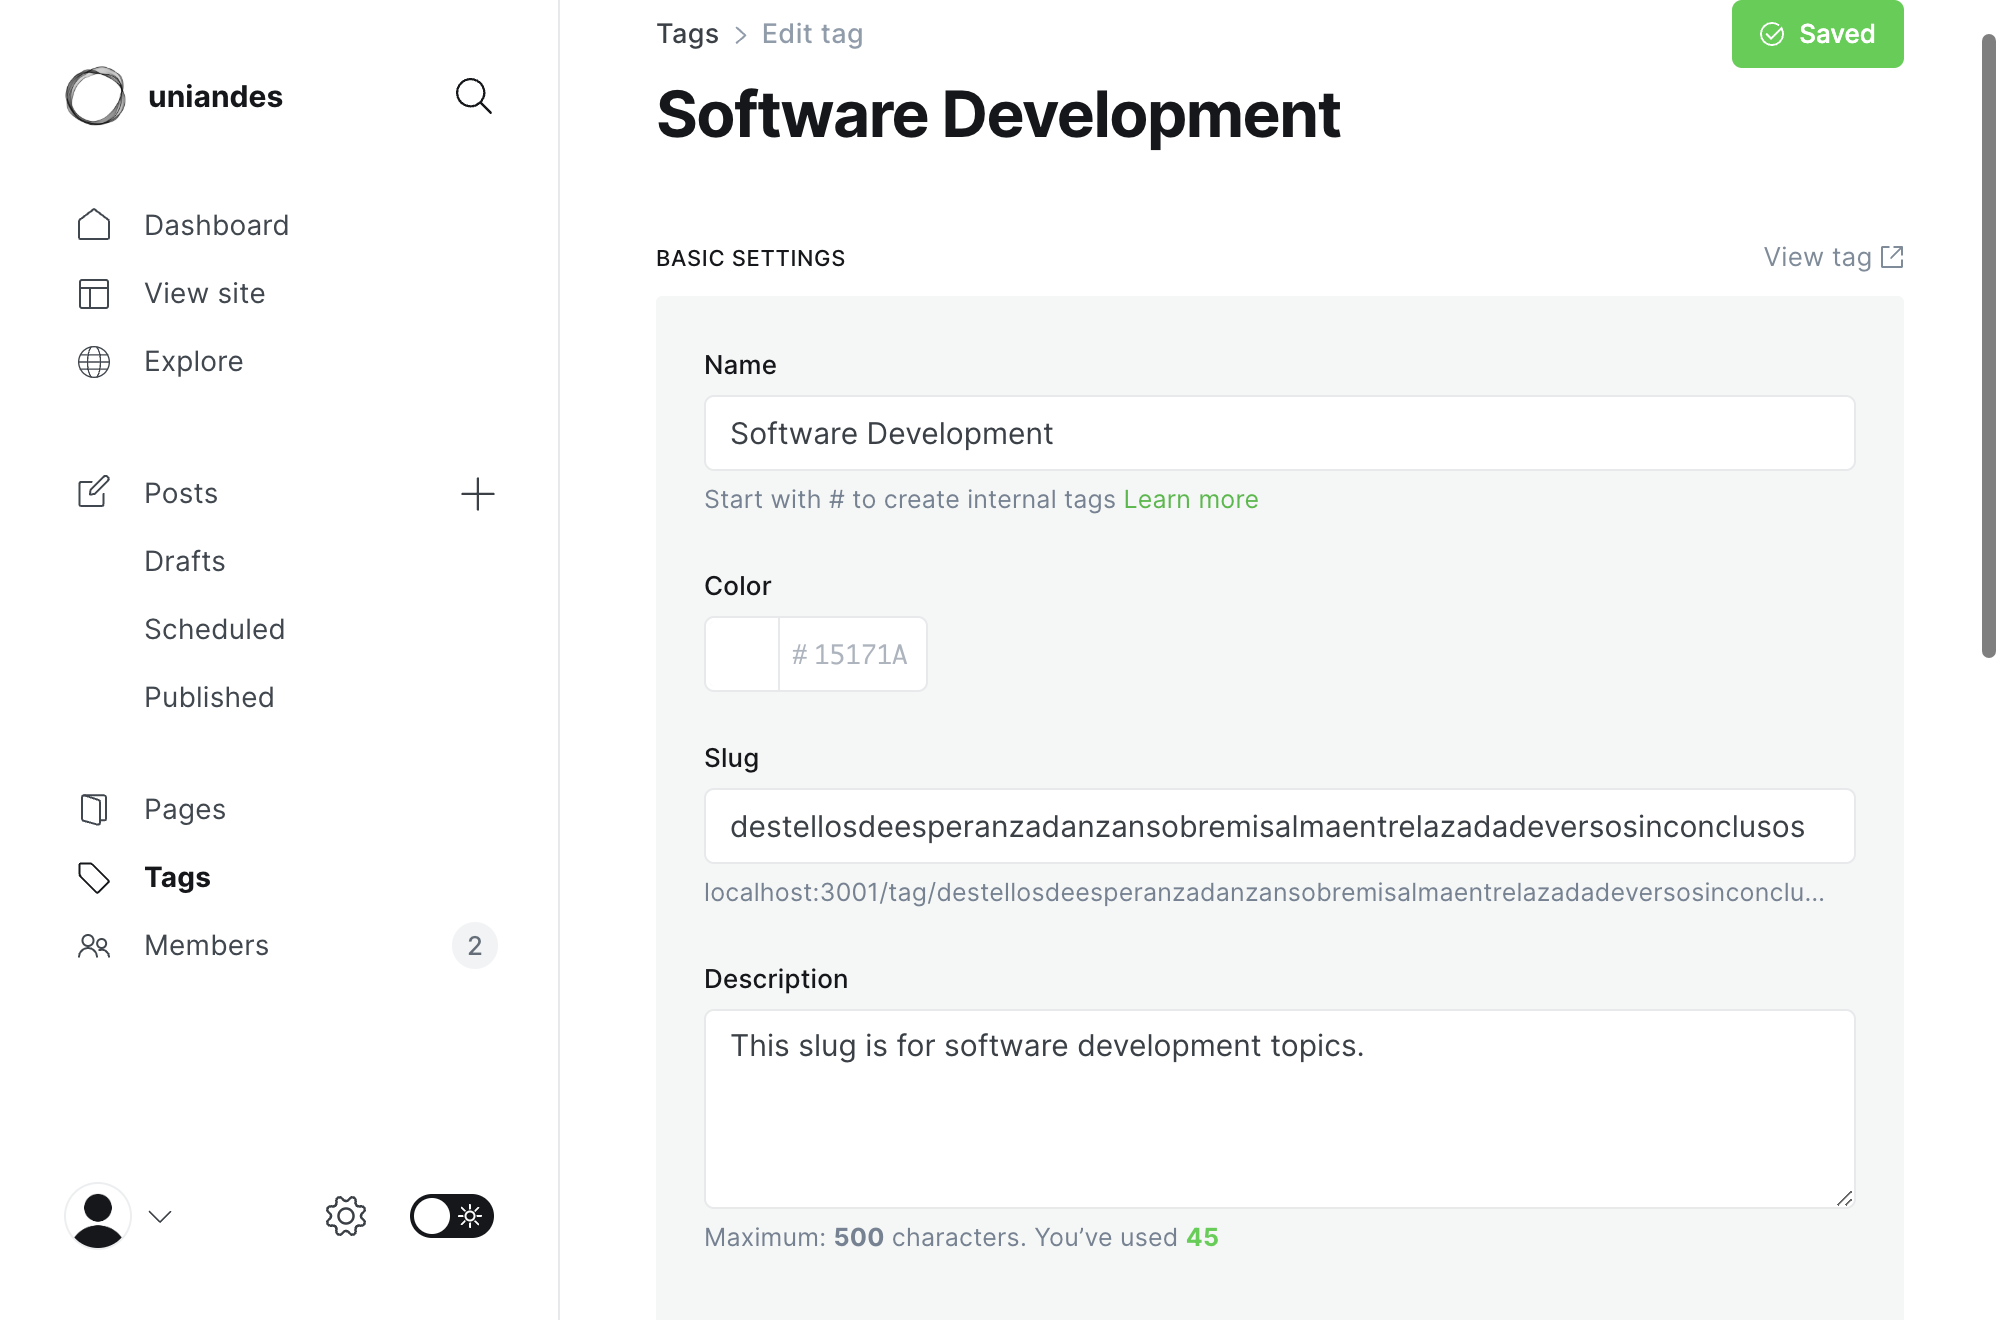 uniandes
Dashboard
View site
Explore
Posts
Drafts
Scheduled
Published
Pages
Tags
Members
2
Tags > Edit tag
Saved
Software Development
BASIC SETTINGS
View tag
Name
Software Development
Start with # to create internal tags Learn more
Color
# 15171A
Slug
destellosdeesperanzadanzansobremisalmaentrelazadadeversosinconclusos
localhost:3001/tag/destellosdeesperanzadanzansobremisalmaentrelazadadeversosinconclu...
Description
This slug is for software development topics.
Maximum: 500 characters. You’ve used 45